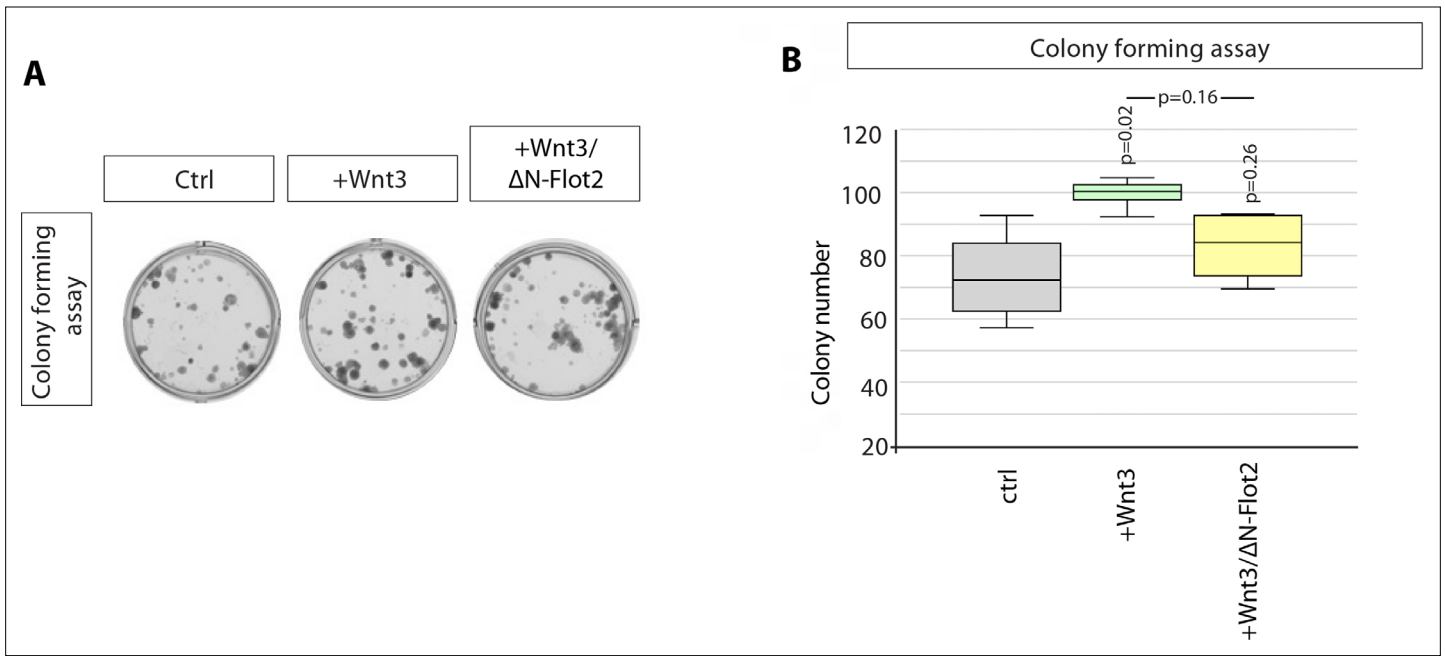 A
Ctrl
+Wnt3
+Wnt3/
ΔN-Flot2
Colony forming
assay
B
Colony forming assay
p=0.16
p=0.02
p=0.26
Colony number
120
100
80
60
40
20
ctrl
+Wnt3
+Wnt3/ΔN-Flot2